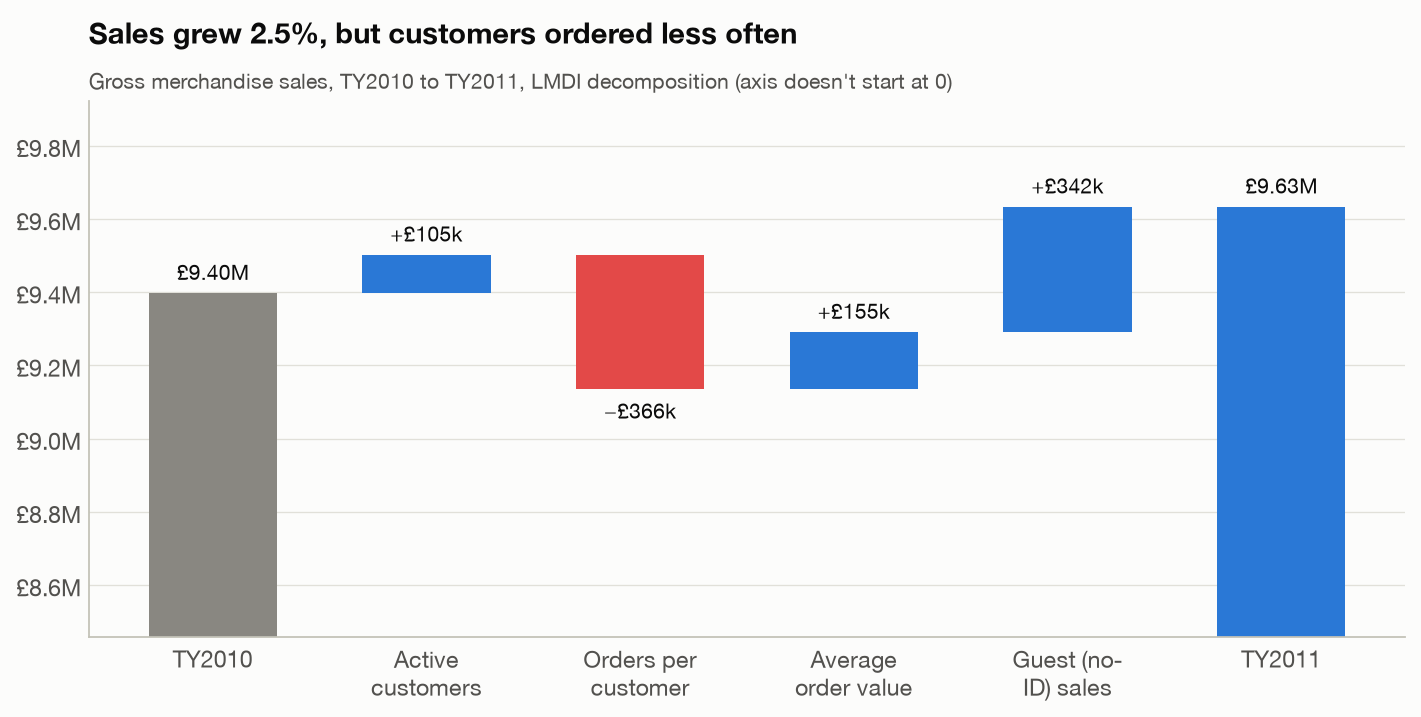 Sales grew 2.5%, but customers ordered less often
Gross merchandise sales, TY2010 to TY2011, LMDI decomposition (axis doesn't start at 0)
£9.8M
£9.6M
£9.4M
£9.2M
£9.0M
£8.8M
£8.6M
£9.40M
+£105k
−£366k
+£155k
+£342k
£9.63M
TY2010
Active
customers
Orders per
customer
Average
order value
Guest (no-
ID) sales
TY2011